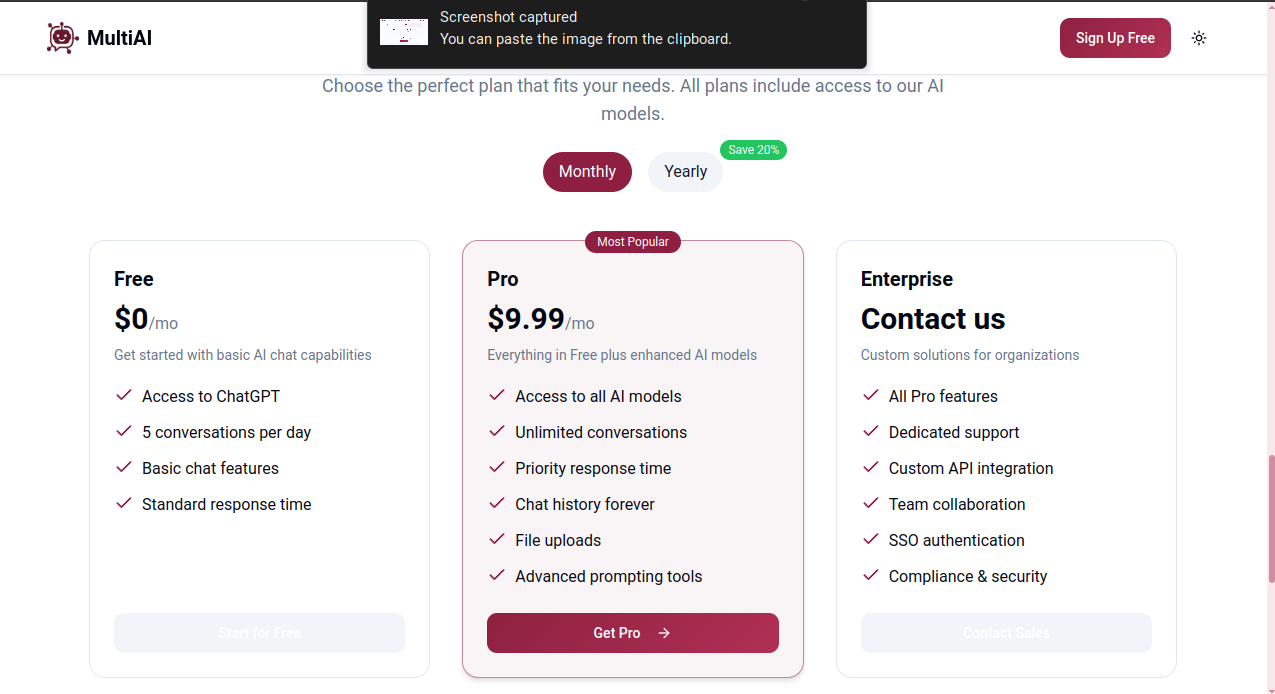 Screenshot captured
You can paste the image from the clipboard.
MultiAI
Sign Up Free
Choose the perfect plan that fits your needs. All plans include access to our AI
models.
Monthly
Yearly
Save 20%
Free
$0/mo
Get started with basic AI chat capabilities
Access to ChatGPT
5 conversations per day
Basic chat features
Standard response time
Start for Free
Most Popular
Pro
$9.99/mo
Everything in Free plus enhanced AI models
Access to all AI models
Unlimited conversations
Priority response time
Chat history forever
File uploads
Advanced prompting tools
Get Pro
Enterprise
Contact us
Custom solutions for organizations
All Pro features
Dedicated support
Custom API integration
Team collaboration
SSO authentication
Compliance & security
Contact Sales